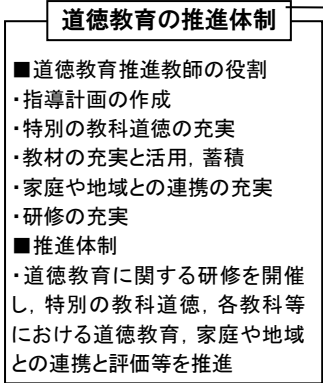 道徳教育の推進体制
■道徳教育推進教師の役割
・指導計画の作成
・特別の教科道徳の充実
・教材の充実と活用，蓄積
・家庭や地域との連携の充実
・研修の充実
■推進体制
・道徳教育に関する研修を開催
し，特別の教科道徳，各教科等
における道徳教育，家庭や地域
との連携と評価等を推進